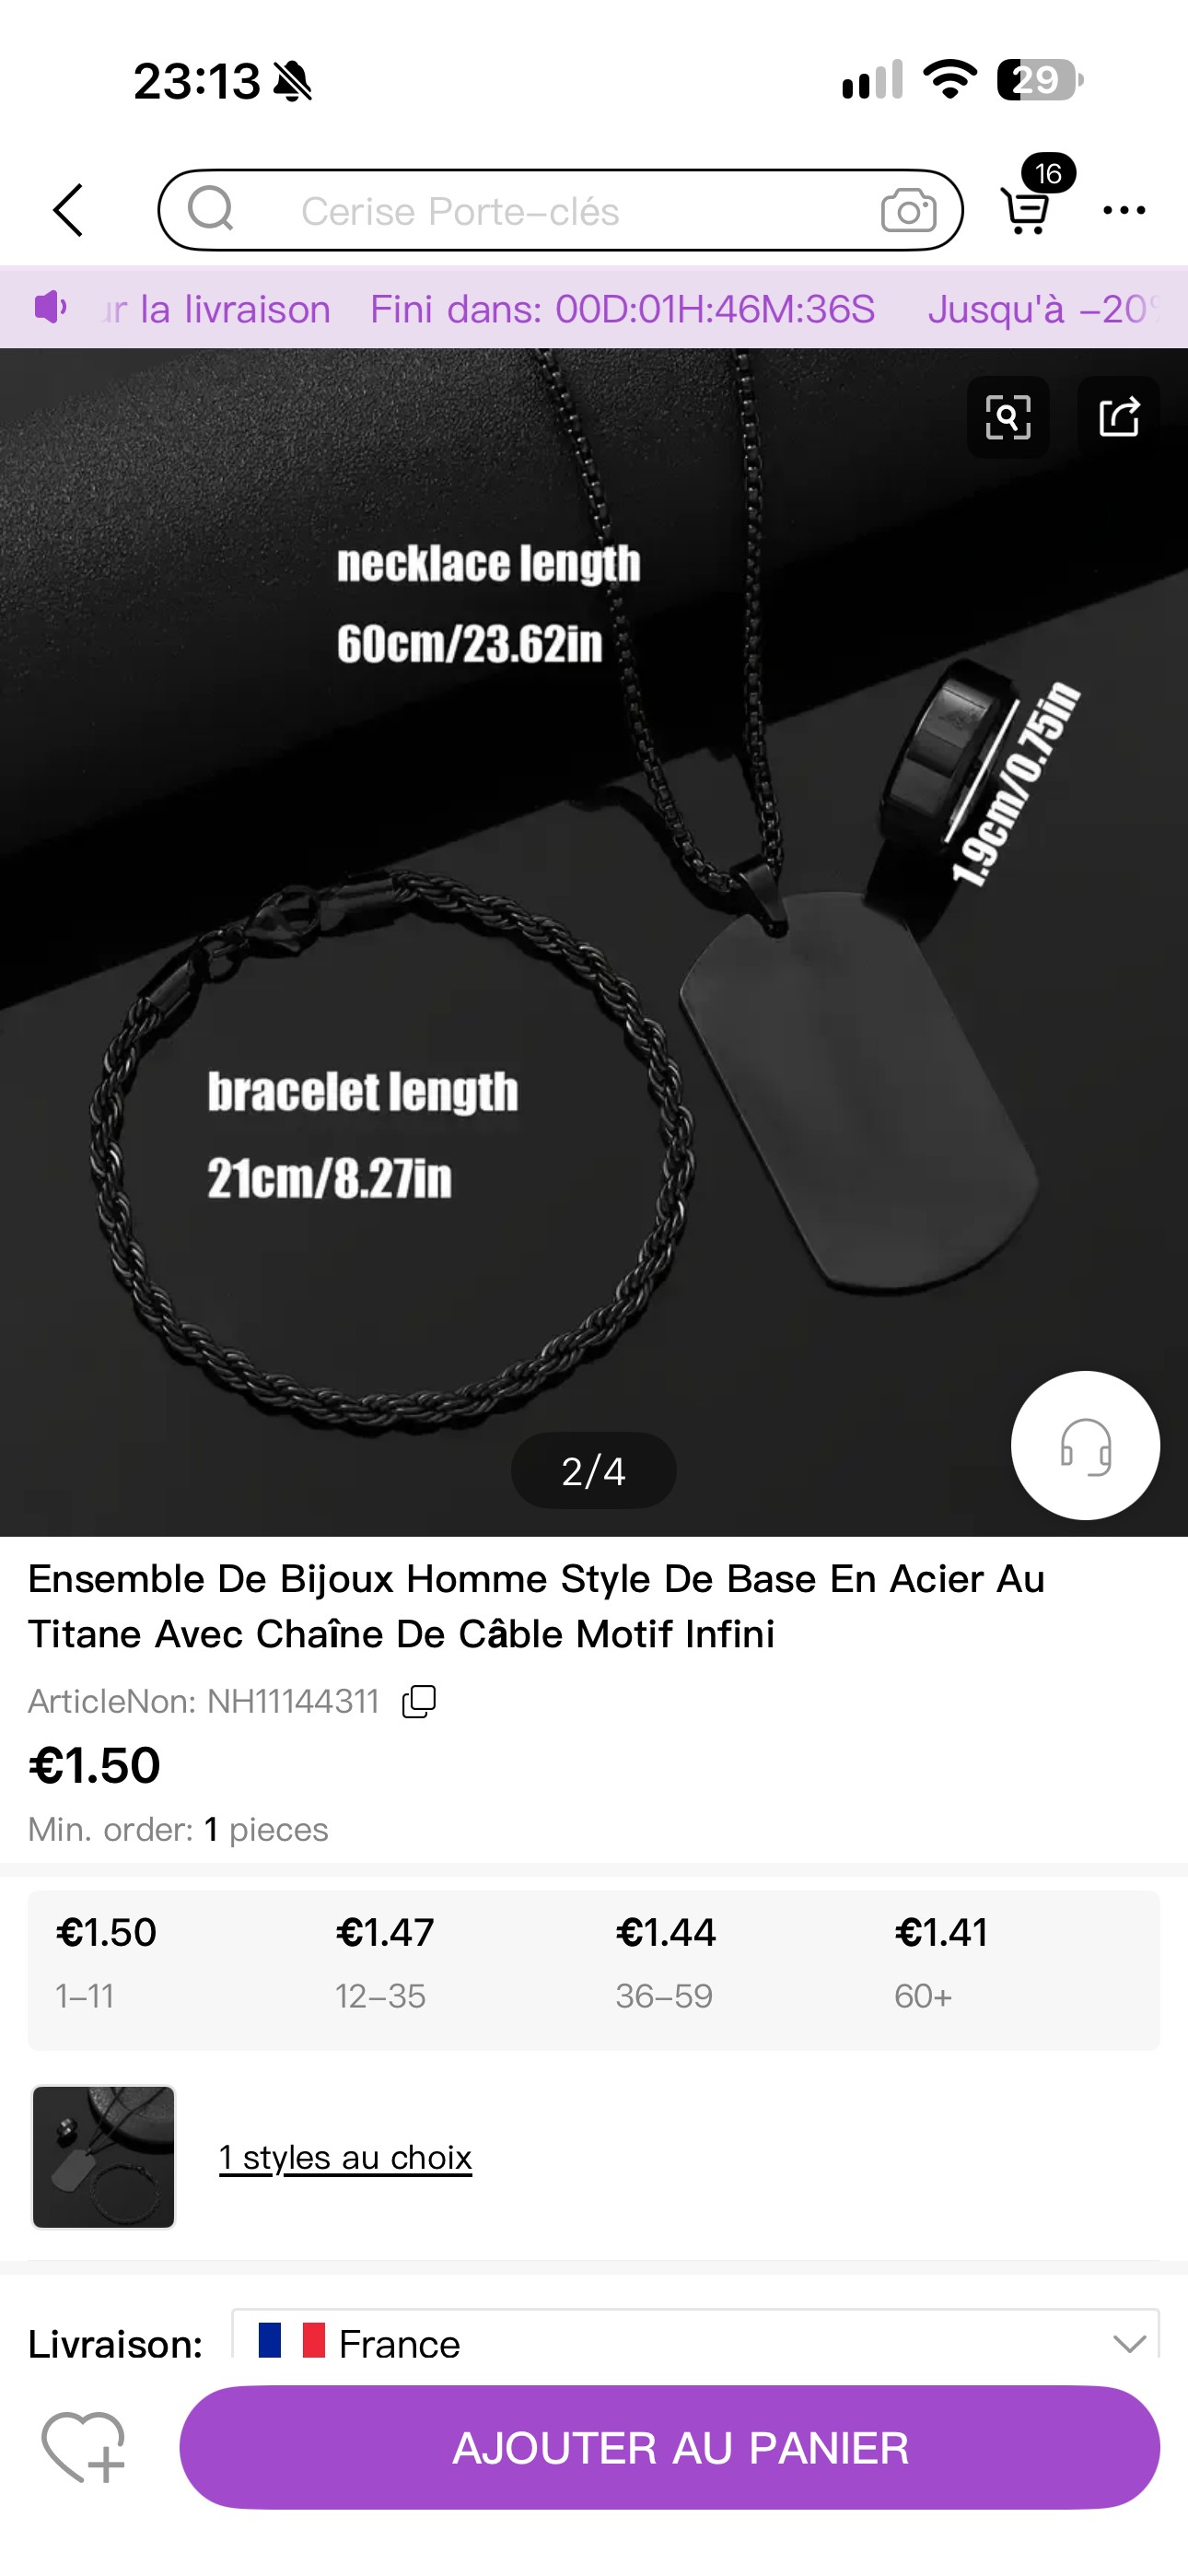 23:13
29
Cerise Porte-clés
16
ur la livraison Fini dans: 00D:01H:46M:36S Jusqu'à -20%
necklace length
60cm/23.62in
1.9cm/0.75in
bracelet length
21cm/8.27in
2/4
Ensemble De Bijoux Homme Style De Base En Acier Au
Titane Avec Chaîne De Câble Motif Infini
ArticleNon: NH11144311
€1.50
Min. order: 1 pieces
€1.50 €1.47 €1.44 €1.41
1-11 12-35 36-59 60+
1 styles au choix
Livraison: France
AJOUTER AU PANIER